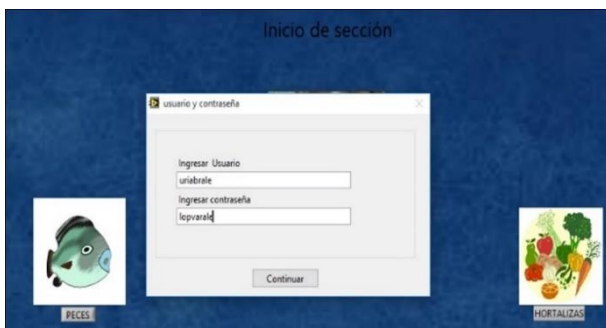 Inicio de sección
usuario y contraseña
Ingresar Usuario
uriabrale
Ingresar contraseña
lopvarale
Continuar
PECES
HORTALIZAS